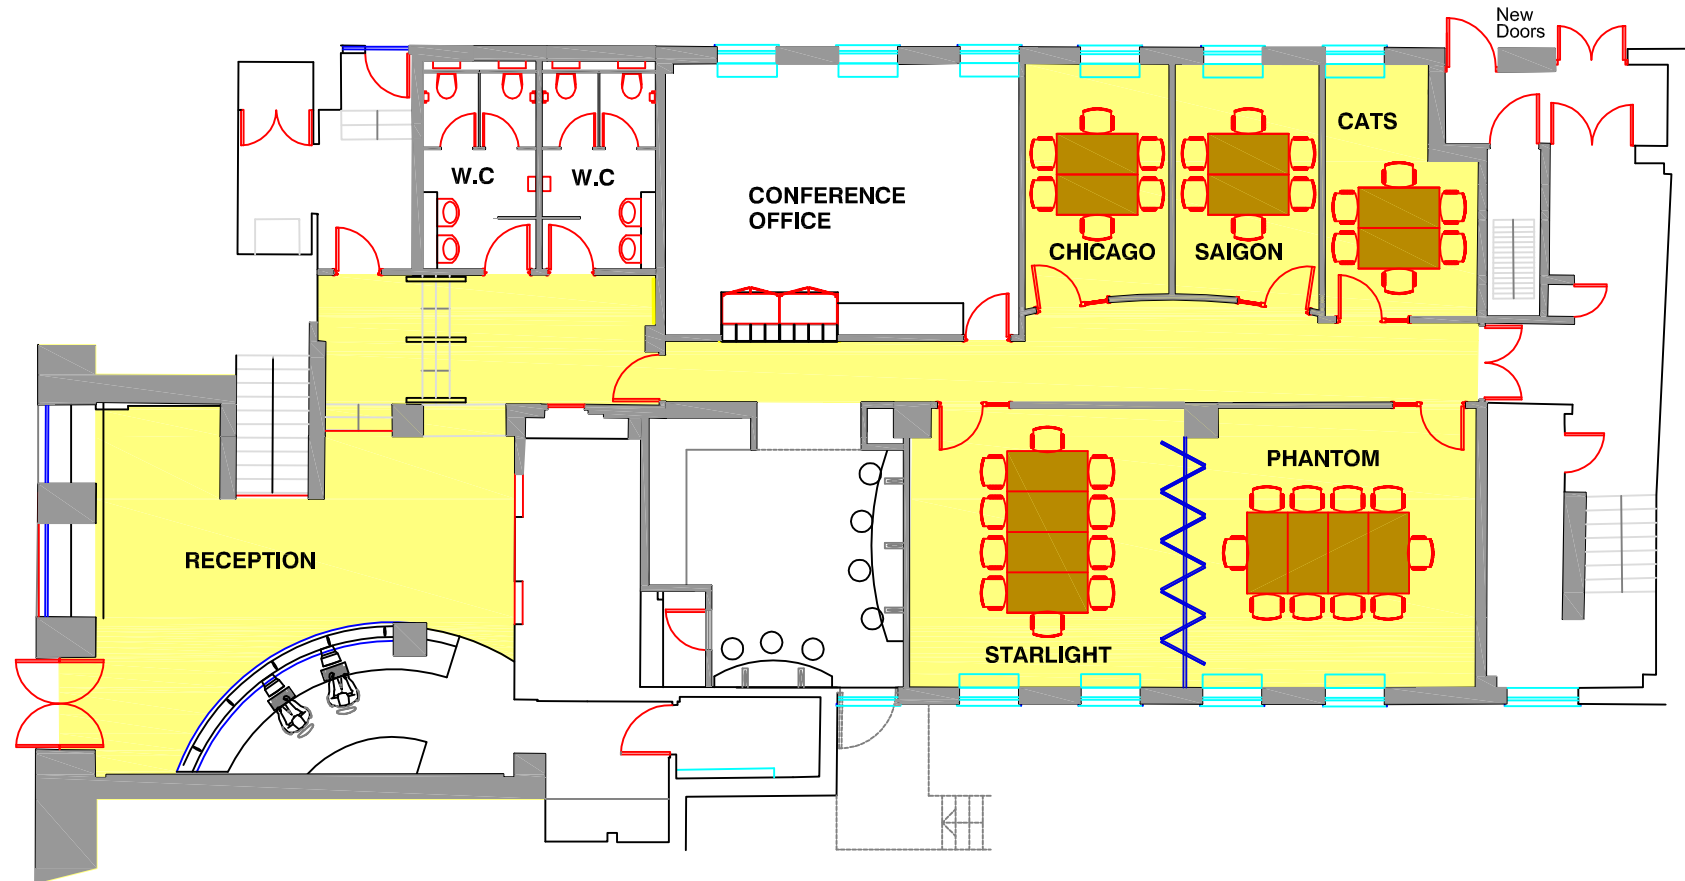 New
Doors
CATS
W.C
W.C
CONFERENCE
OFFICE
CHICAGO
SAIGON
PHANTOM
RECEPTION
STARLIGHT